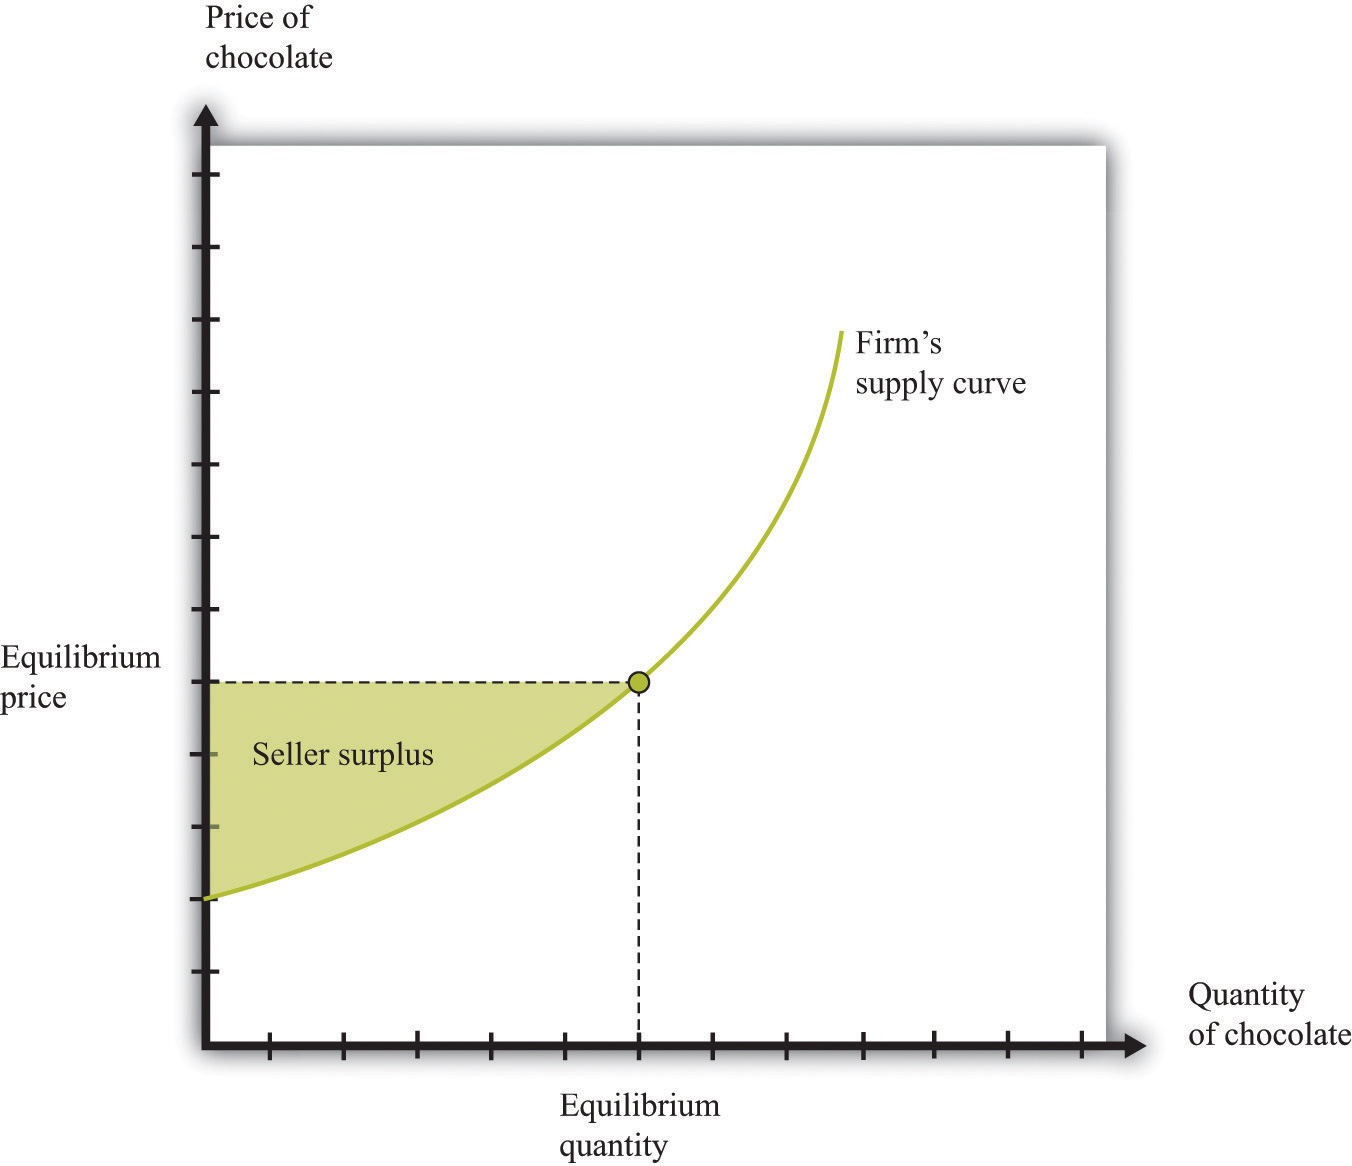 Price of
chocolate
Firm’s
supply curve
Equilibrium
price
Seller surplus
Quantity
of chocolate
Equilibrium
quantity